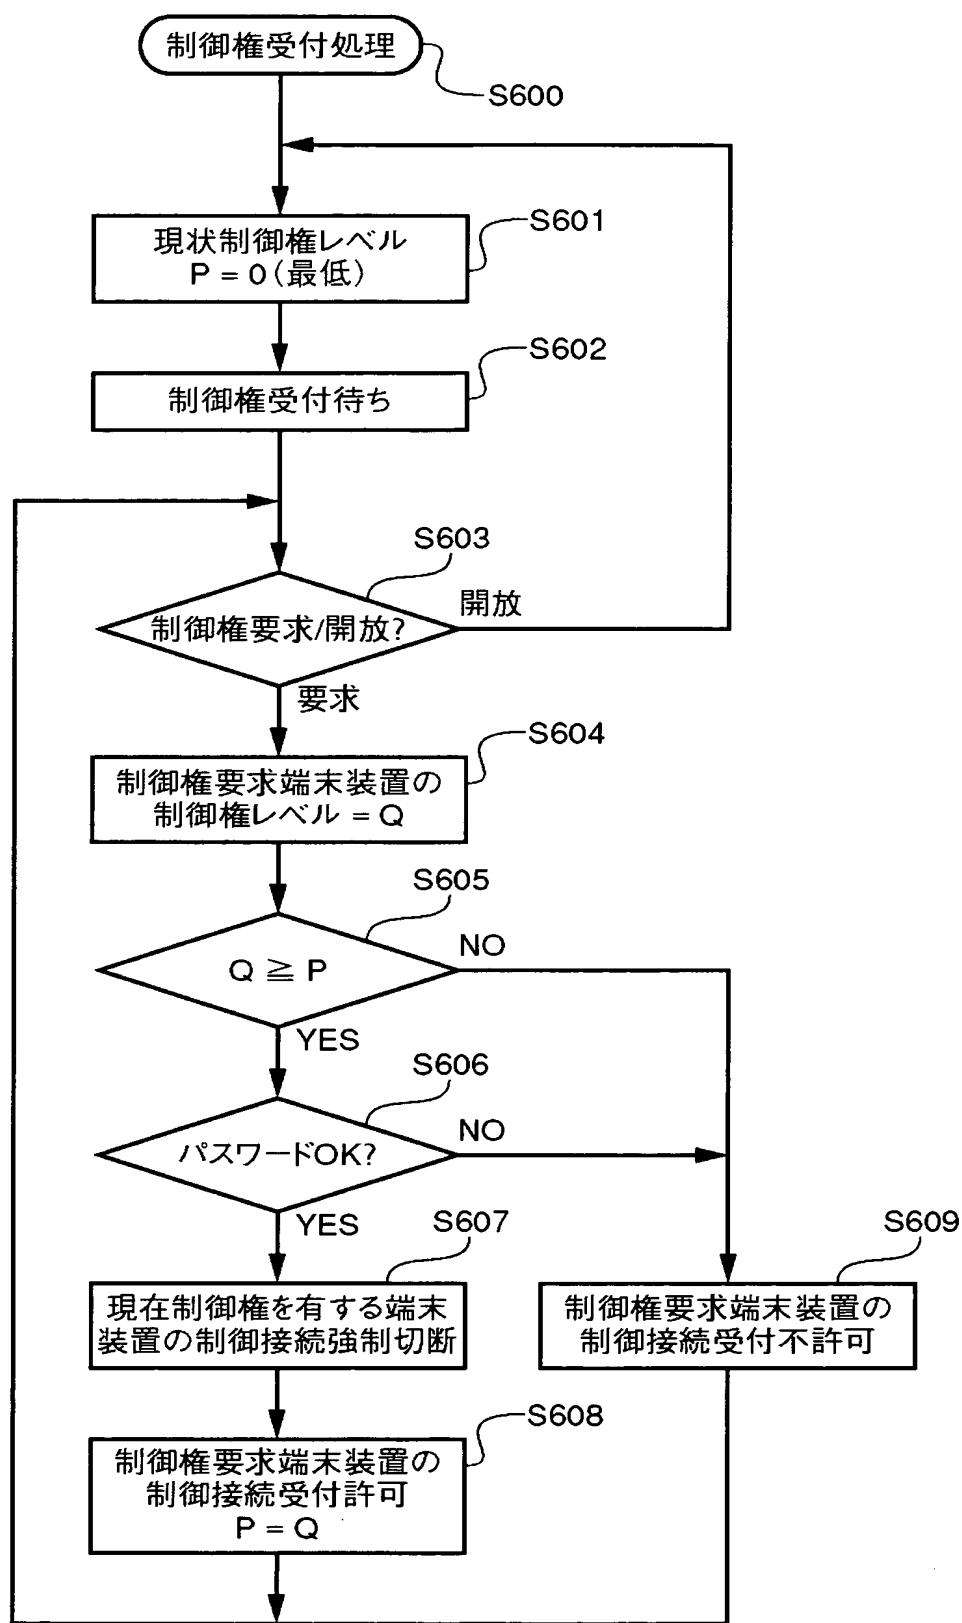 制御権受付処理
S600
S601
現状制御権レベル
P = 0(最低)
S602
制御権受付待ち
S603
制御権要求/開放?
開放
要求
S604
制御権要求端末装置の
制御権レベル = Q
S605
Q ≧ P
NO
YES
S606
パスワードOK?
NO
YES
S607
現在制御権を有する端末
装置の制御接続強制切断
S609
制御権要求端末装置の
制御接続受付不許可
S608
制御権要求端末装置の
制御接続受付許可
P = Q